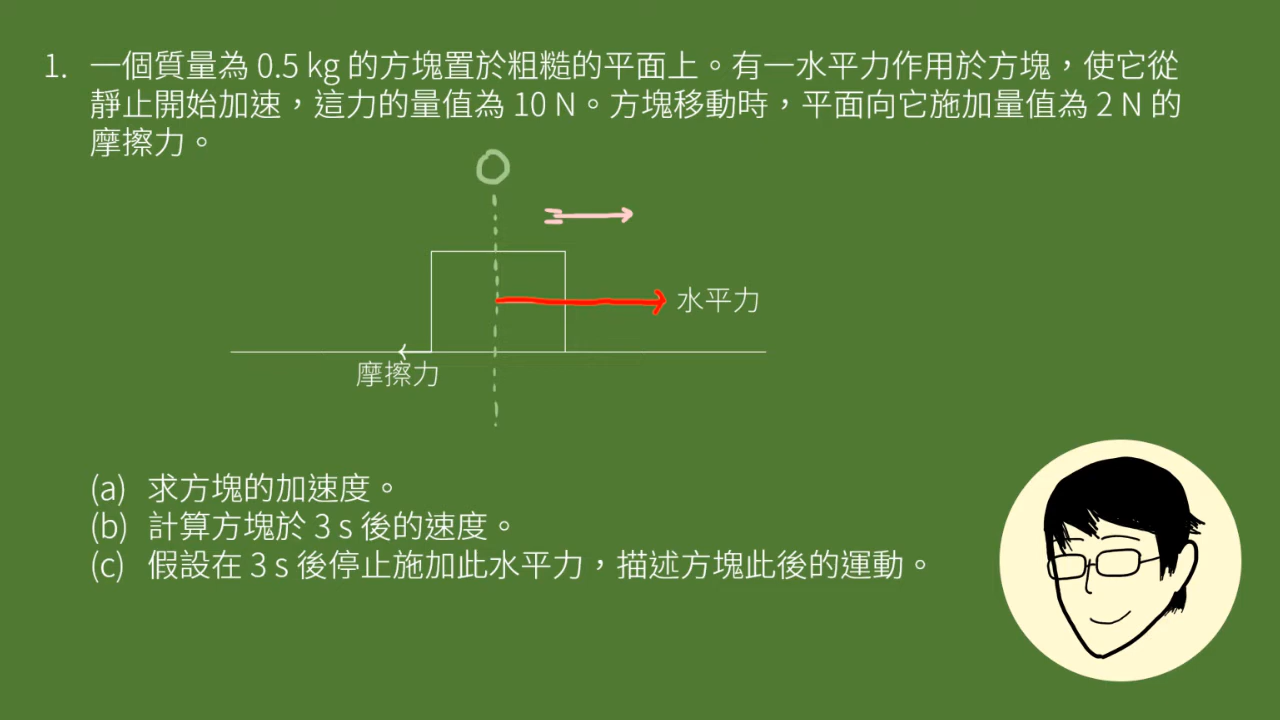 1. 一個質量為 0.5 kg 的方塊置於粗糙的平面上。有一水平力作用於方塊，使它從
靜止開始加速，這力的量值為 10 N。方塊移動時，平面向它施加量值為 2 N 的
摩擦力。
O
水平力
摩擦力
(a) 求方塊的加速度。
(b) 計算方塊於 3 s 後的速度。
(c) 假設在 3 s 後停止施加此水平力，描述方塊此後的運動。